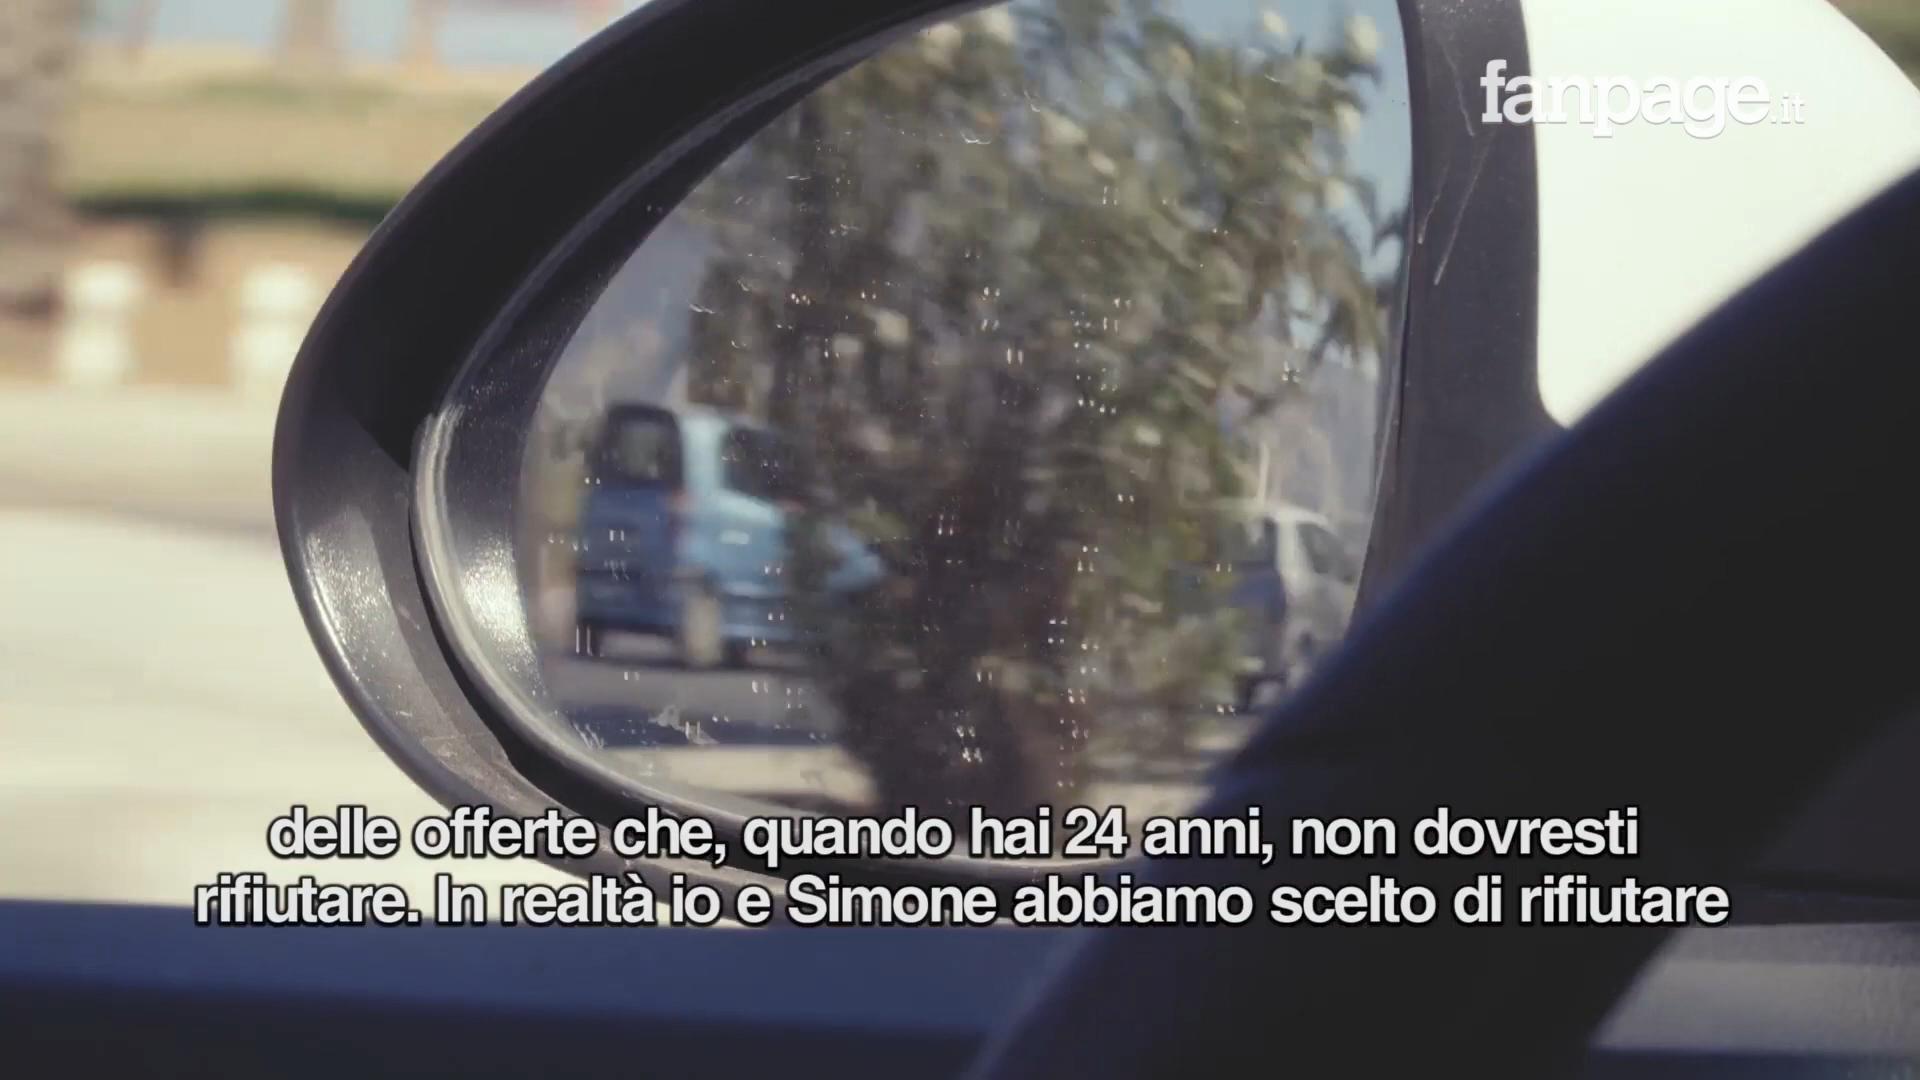 fanpage.it
delle offerte che, quando hai 24 anni, non dovresti
rifiutare. In realtà io e Simone abbiamo scelto di rifiutare